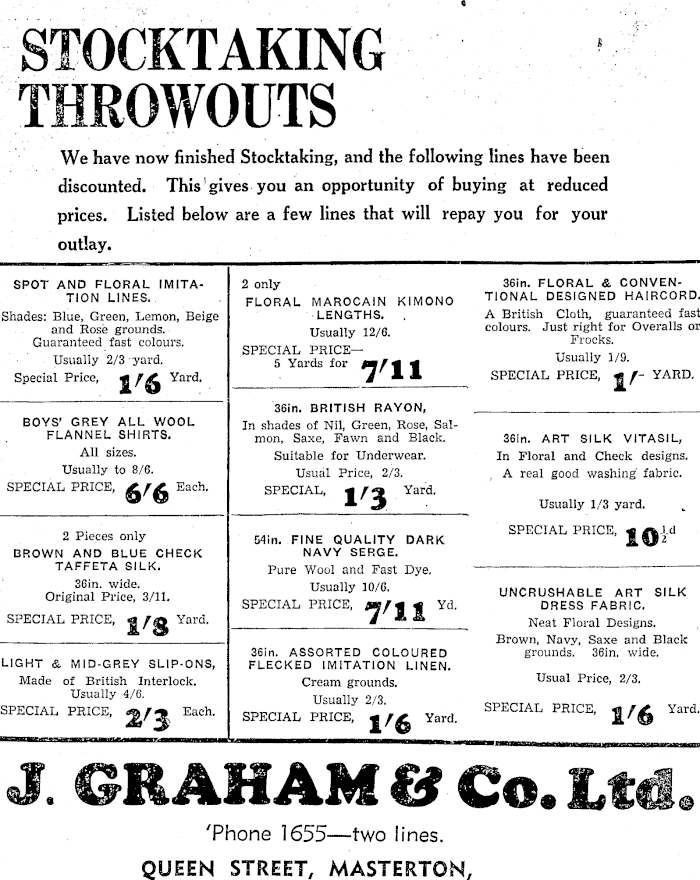 STOCKTAKING
THROWOUTS
We have now finished Stocktaking, and the following lines have been
discounted. This gives you an opportunity of buying at reduced
prices. Listed below are a few lines that will repay you for your
outlay.
SPOT AND FLORAL IMITA-
TION LINES.
Shades: Blue, Green, Lemon, Beige
and Rose grounds.
Guaranteed fast colours.
Usually 2/3 yard.
Special Price, 1/6 Yard.
BOYS' GREY ALL WOOL
FLANNEL SHIRTS.
All sizes.
Usually to 8/6.
SPECIAL PRICE, 6/6 Each.
2 Pieces only
BROWN AND BLUE CHECK
TAFFETA SILK.
36in. wide.
Original Price, 3/11.
SPECIAL PRICE, 1/8 Yard.
LIGHT & MID-GREY SLIP-ONS,
Made of British Interlock.
Usually 4/6.
SPECIAL PRICE, 2/3 Each.
2 only
FLORAL MAROCAIN KIMONO
LENGTHS.
Usually 12/6.
SPECIAL PRICE—
5 Yards for 7/11
36in. BRITISH RAYON,
In shades of Nil, Green, Rose, Sal-
mon, Saxe, Fawn and Black.
Suitable for Underwear.
Usual Price, 2/3.
SPECIAL, 1/3 Yard.
54in. FINE QUALITY DARK
NAVY SERGE.
Pure Wool and Fast Dye.
Usually 10/6.
SPECIAL PRICE, 7/11 Yd.
36in. ASSORTED COLOURED
FLECKED IMITATION LINEN.
Cream grounds.
Usually 2/3.
SPECIAL PRICE, 1/6 Yard.
36in. FLORAL & CONVEN-
TIONAL DESIGNED HAIRCORD.
A British Cloth, guaranteed fast
colours. Just right for Overalls or
Frocks.
Usually 1/9.
SPECIAL PRICE, 1/- YARD.
36in. ART SILK VITASIL,
In Floral and Check designs.
A real good washing fabric.
Usually 1/3 yard.
SPECIAL PRICE, 10½d
UNCRUSHABLE ART SILK
DRESS FABRIC.
Neat Floral Designs.
Brown, Navy, Saxe and Black
grounds. 36in. wide.
Usual Price, 2/3.
SPECIAL PRICE, 1/6 Yard.
J. GRAHAM & Co. Ltd.
'Phone 1655—two lines.
QUEEN STREET, MASTERTON,